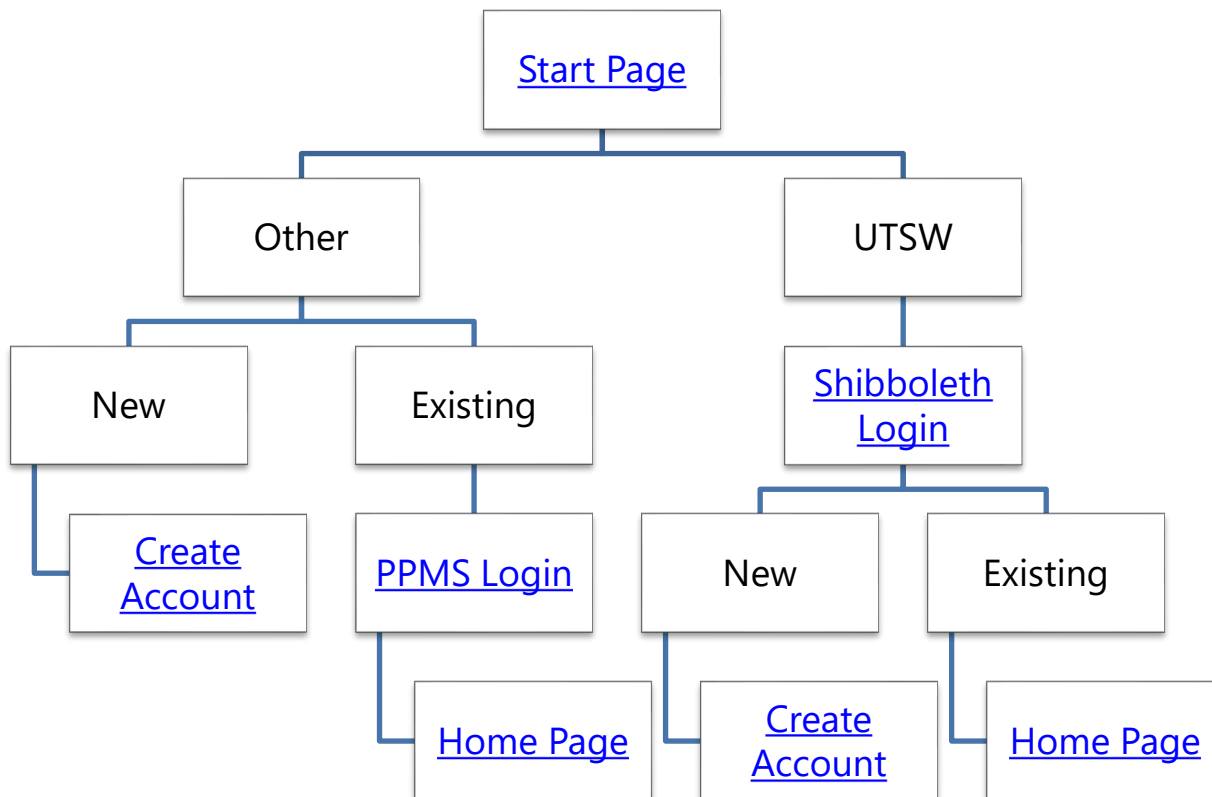 Start Page
Other
UTSW
New
Existing
Shibboleth
Login
Create
Account
PPMS Login
New
Existing
Home Page
Create
Account
Home Page